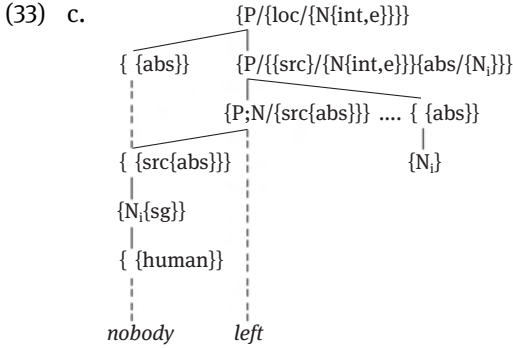 (33) c. {P/{loc/{N{int,e}}}}
{ {abs}} {P/{{src}/{N{int,e}}}{abs/{Nᵢ}}}
{P;N/{src{abs}}} .... { {abs}}
{ {src{abs}}} {Nᵢ}
{Nᵢ{sg}}
{ {human}}
nobody left